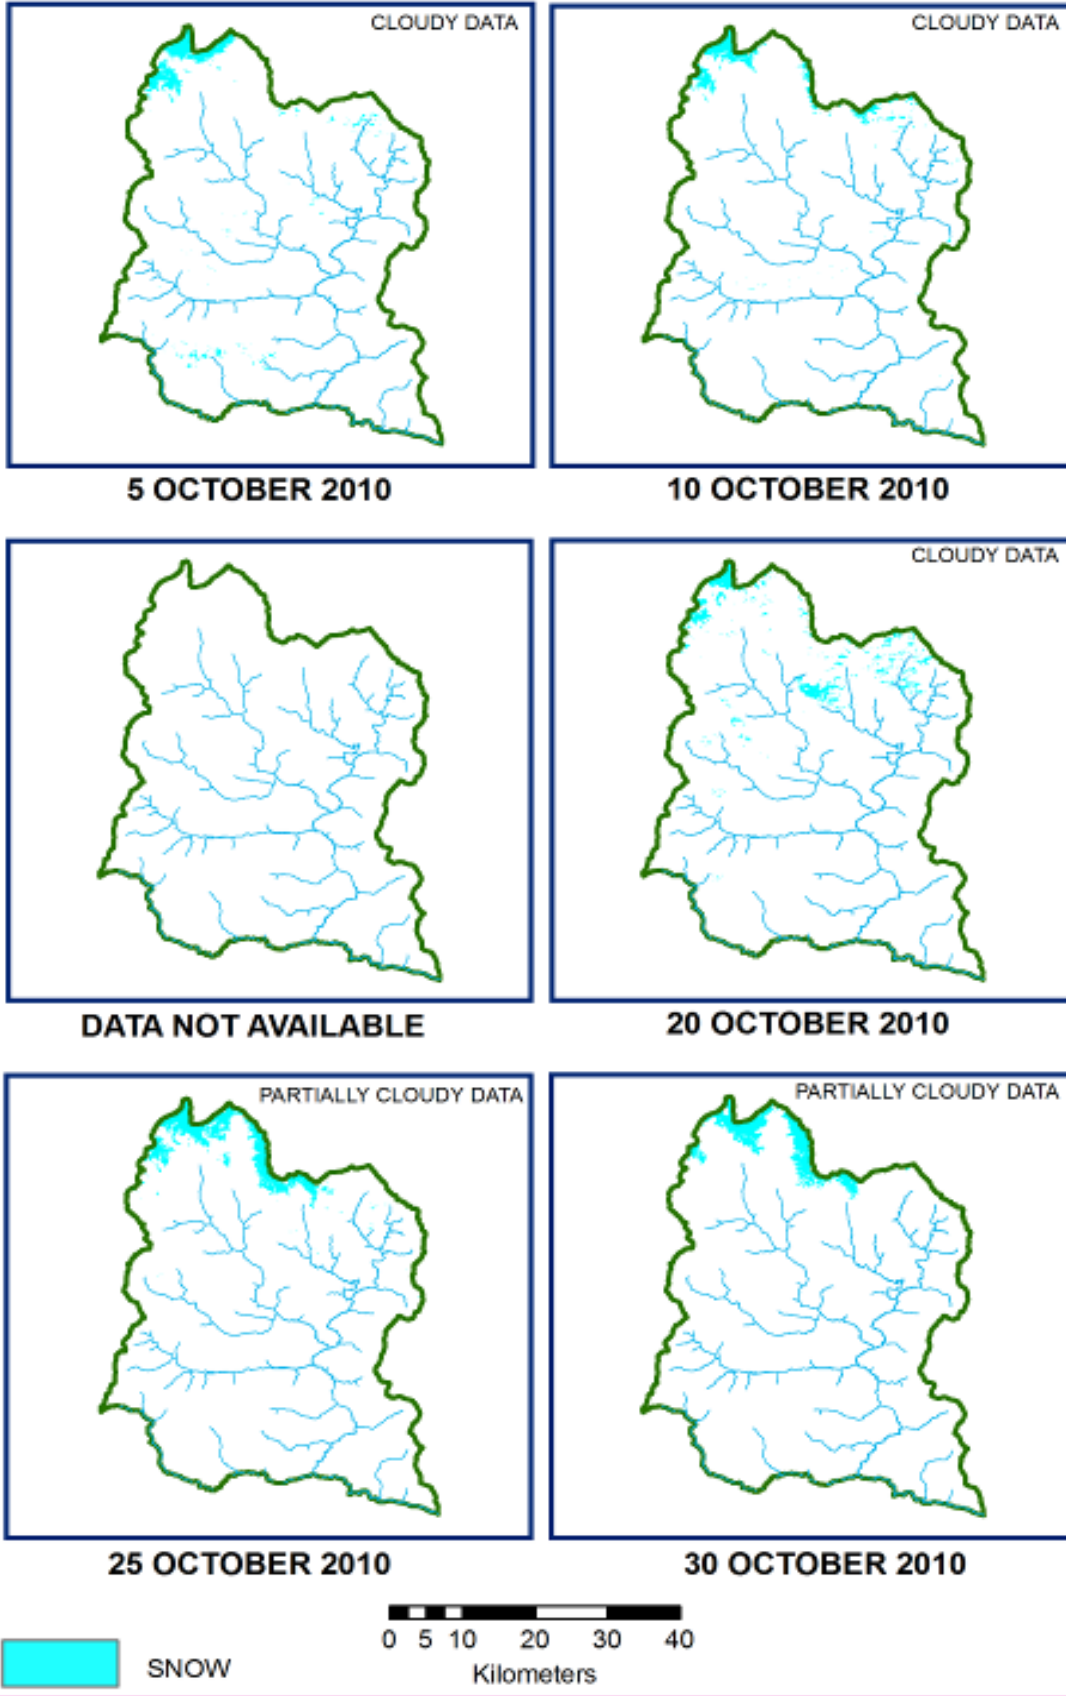 CLOUDY DATA
CLOUDY DATA
5 OCTOBER 2010
10 OCTOBER 2010
CLOUDY DATA
DATA NOT AVAILABLE
20 OCTOBER 2010
PARTIALLY CLOUDY DATA
PARTIALLY CLOUDY DATA
25 OCTOBER 2010
30 OCTOBER 2010
0 5 10 20 30 40
Kilometers
SNOW